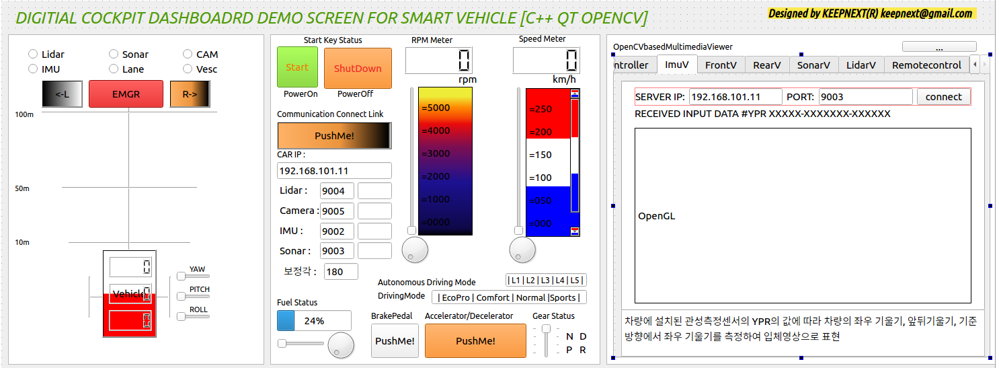 DIGITIAL COCKPIT DASHBOADRD DEMO SCREEN FOR SMART VEHICLE [C++ QT OPENCV]
Designed by KEEPNEXT(R) keepnext@gmail.com
Lidar Sonar CAM
IMU Lane Vesc
<-L EMGR R->
100m
50m
10m
0
Vehicle 0
0
YAW
PITCH
ROLL
Start Key Status
Start ShutDown
PowerOn PowerOff
Communication Connect Link
PushMe!
CAR IP :
192.168.101.11
Lidar : 9004
Camera : 9005
IMU : 9002
Sonar : 9003
보정각 : 180
Fuel Status
24%
RPM Meter
0
rpm
=5000
=4000
=3000
=2000
=1000
=0000
Speed Meter
0
km/h
=250
=200
=150
=100
=050
=000
Autonomous Driving Mode | L1 | L2 | L3 | L4 | L5 |
DrivingMode | EcoPro | Comfort | Normal |Sports |
BrakePedal Accelerator/Decelerator Gear Status
PushMe! PushMe!
N D
P R
OpenCVbasedMultimediaViewer ...
ntroller ImuV FrontV RearV SonarV LidarV Remotecontrol
SERVER IP: 192.168.101.11 PORT: 9003 connect
RECEIVED INPUT DATA #YPR XXXXX-XXXXXXX-XXXXXX
OpenGL
차량에 설치된 관성측정센서의 YPR의 값에 따라 차량의 좌우 기울기, 앞뒤기울기, 기준
방향에서 좌우 기울기를 측정하여 입체영상으로 표현